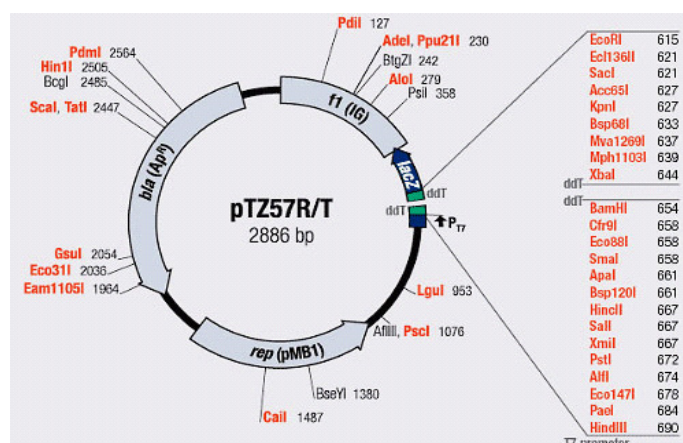 PdmI 2564
Hin1I 2505
BcgI 2485
ScaI, TatI 2447
PdiI 127
AdeI, Ppu21I 230
BtgZI 242
AloI 279
PsiI 358
f1 (IG)
bla (ApR)
lacZ
ddT
ddT
PT7
pTZ57R/T
2886 bp
GsuI 2054
Eco31I 2036
Eam1105I 1964
LguI 953
AflIII, PscI 1076
rep (pMB1)
BseYI 1380
CaiI 1487
EcoRI 615
Ecl136II 621
SacI 621
Acc65I 627
KpnI 627
Bsp68I 633
Mva1269I 637
Mph1103I 639
XbaI 644
ddT
ddT
BamHI 654
Cfr9I 658
Eco88I 658
SmaI 658
ApaI 661
Bsp120I 661
HincII 667
SalI 667
XmiI 667
PstI 672
AlfI 674
Eco147I 678
PaeI 684
HindIII 690
T7 promoter